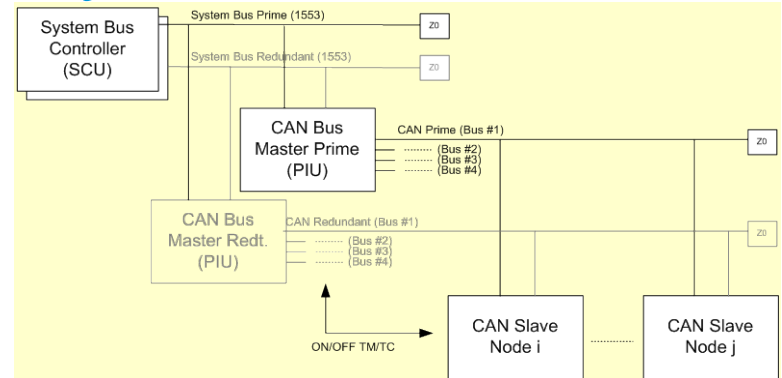 System Bus Prime (1553)
Z0
System Bus
Controller
(SCU)
System Bus Redundant (1553)
Z0
CAN Bus
Master Prime
(PIU)
CAN Prime (Bus #1)
Z0
(Bus #2)
(Bus #3)
(Bus #4)
CAN Bus
Master Redt.
(PIU)
CAN Redundant (Bus #1)
Z0
(Bus #2)
(Bus #3)
(Bus #4)
ON/OFF TM/TC
CAN Slave
Node i
CAN Slave
Node j